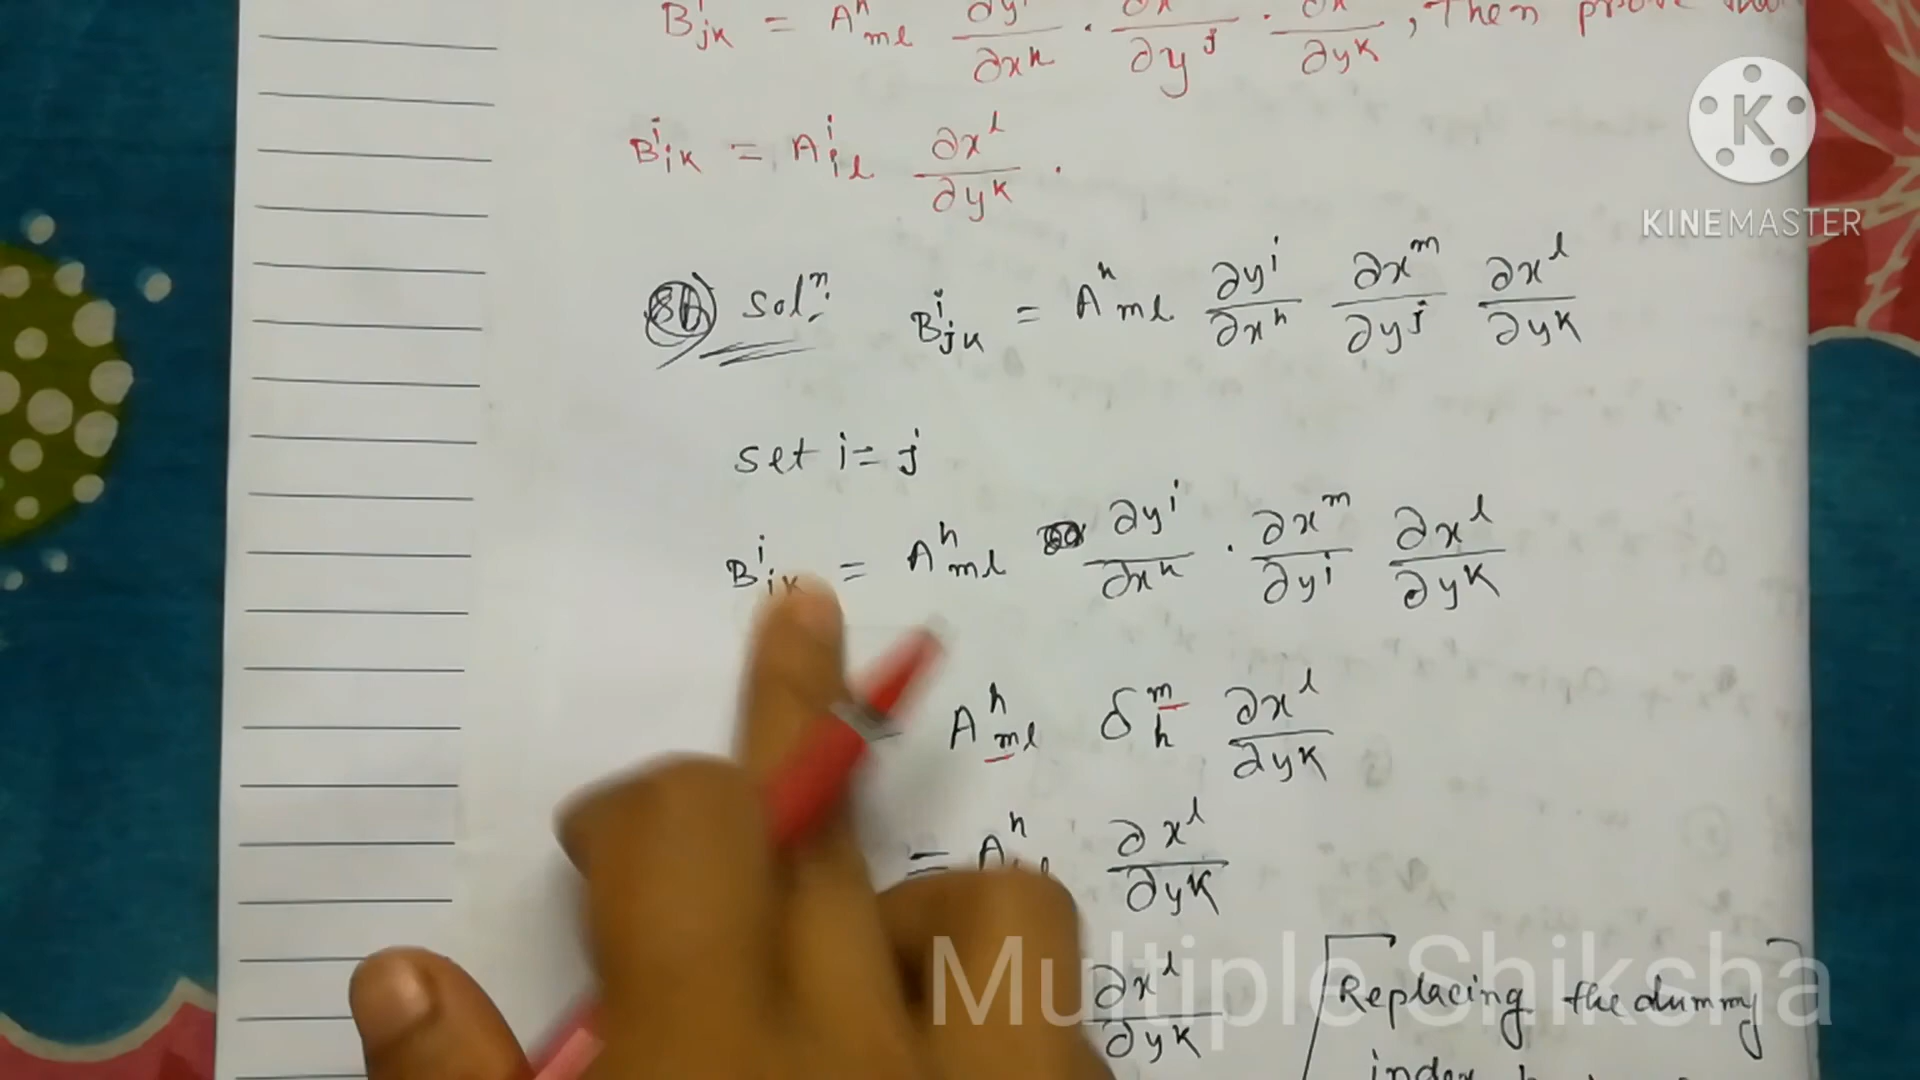 B^i_jk = A^h_ml ∂y^i/∂x^h · ∂x/∂y^j · ∂x/∂y^k, Then prove
B^i_ik = A^i_il ∂x^l/∂y^k .
K
KINEMASTER
Sol^n: B^i_jk = A^h_ml ∂y^i/∂x^h ∂x^m/∂y^j ∂x^l/∂y^k
set i = j
B^i_ik = A^h_ml ∂y^i/∂x^h · ∂x^m/∂y^i ∂x^l/∂y^k
A^h_ml δ^m_h ∂x^l/∂y^k
= A^h ∂x^l/∂y^k
∂x^l/∂y^k [Replacing the dummy]
index
Multiple Shiksha